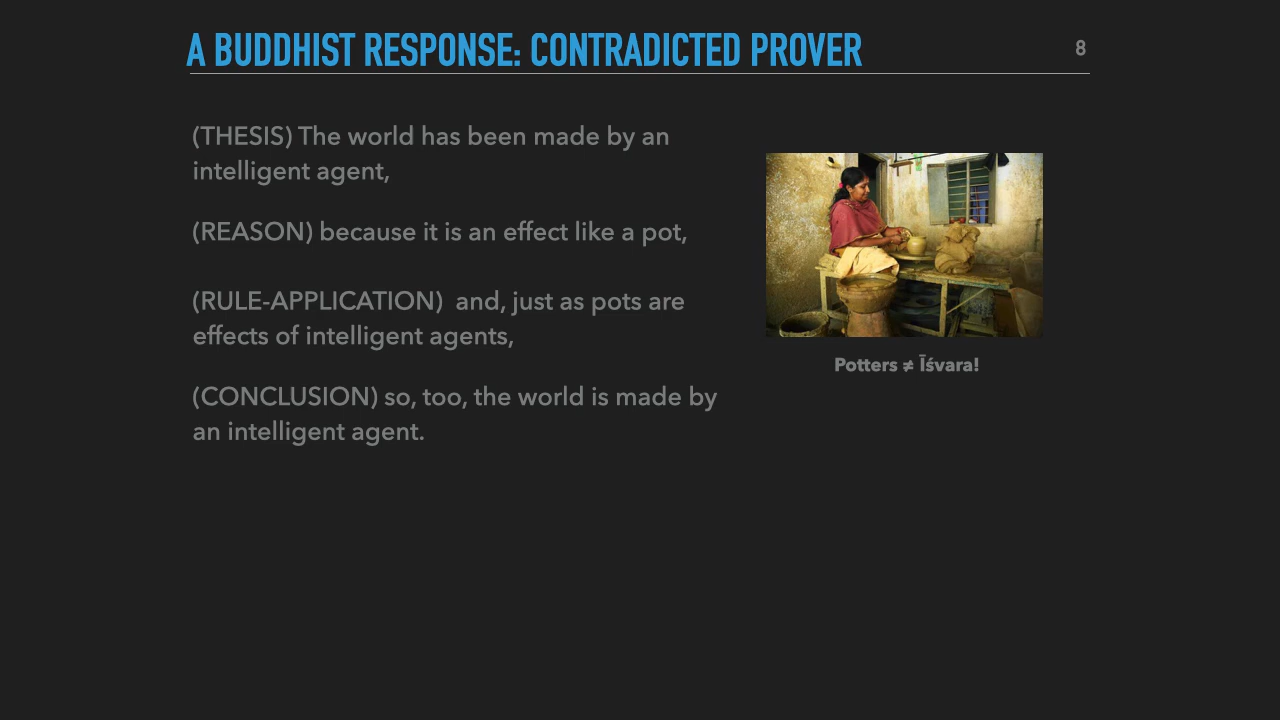 A BUDDHIST RESPONSE: CONTRADICTED PROVER
8
(THESIS) The world has been made by an
intelligent agent,
(REASON) because it is an effect like a pot,
(RULE-APPLICATION)  and, just as pots are
effects of intelligent agents,
(CONCLUSION) so, too, the world is made by
an intelligent agent.
Potters ≠ Īśvara!